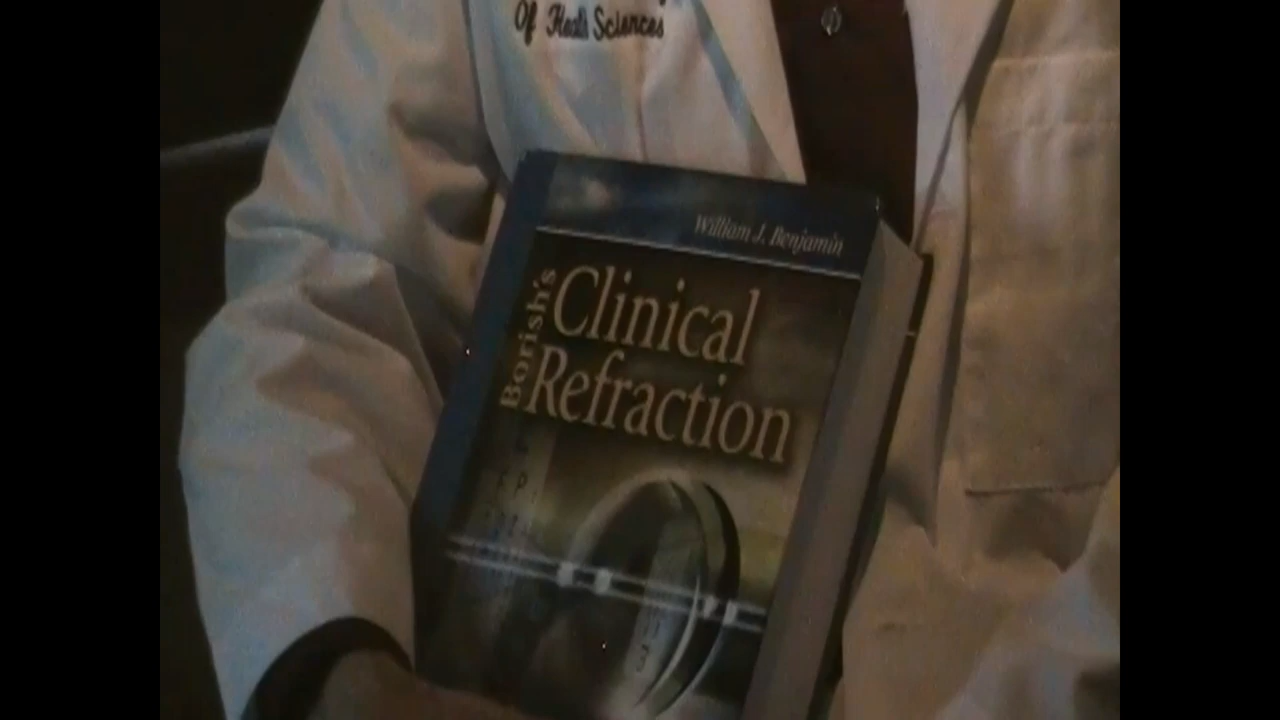 Of Health Sciences
William J. Benjamin
Borish's
Clinical
Refraction